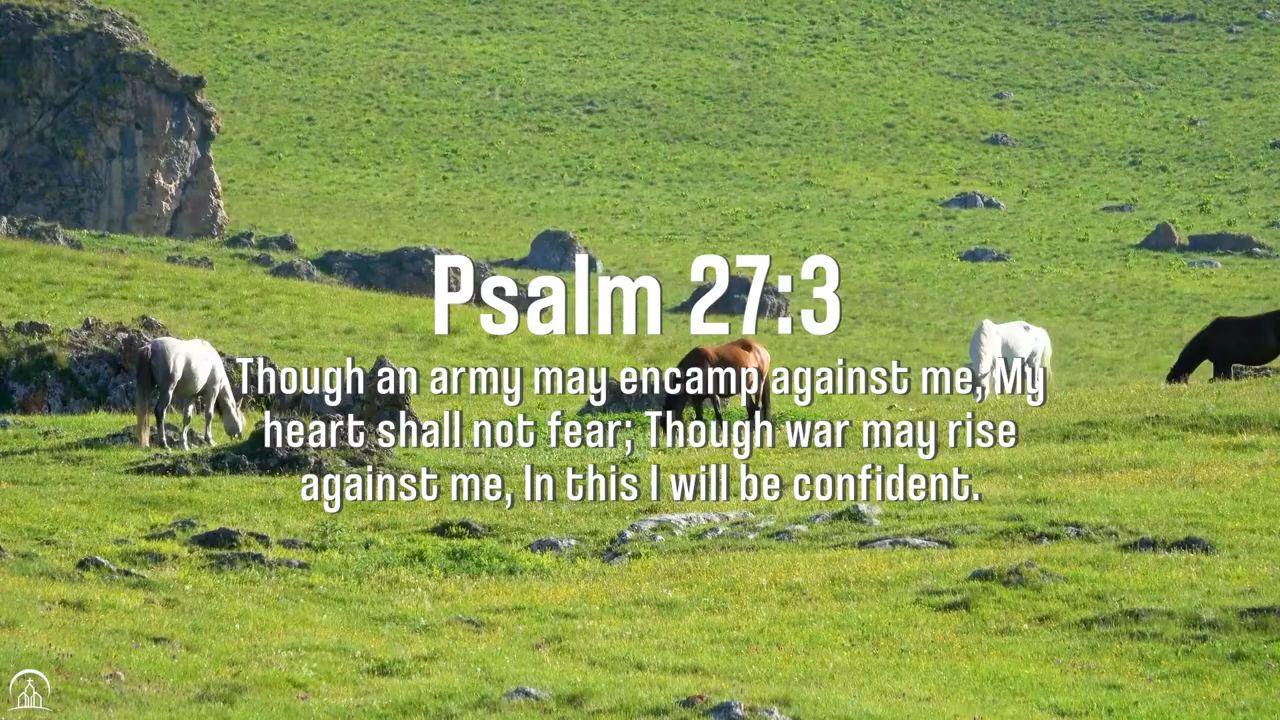 Psalm 27:3
Though an army may encamp against me, My
heart shall not fear; Though war may rise
against me, In this I will be confident.